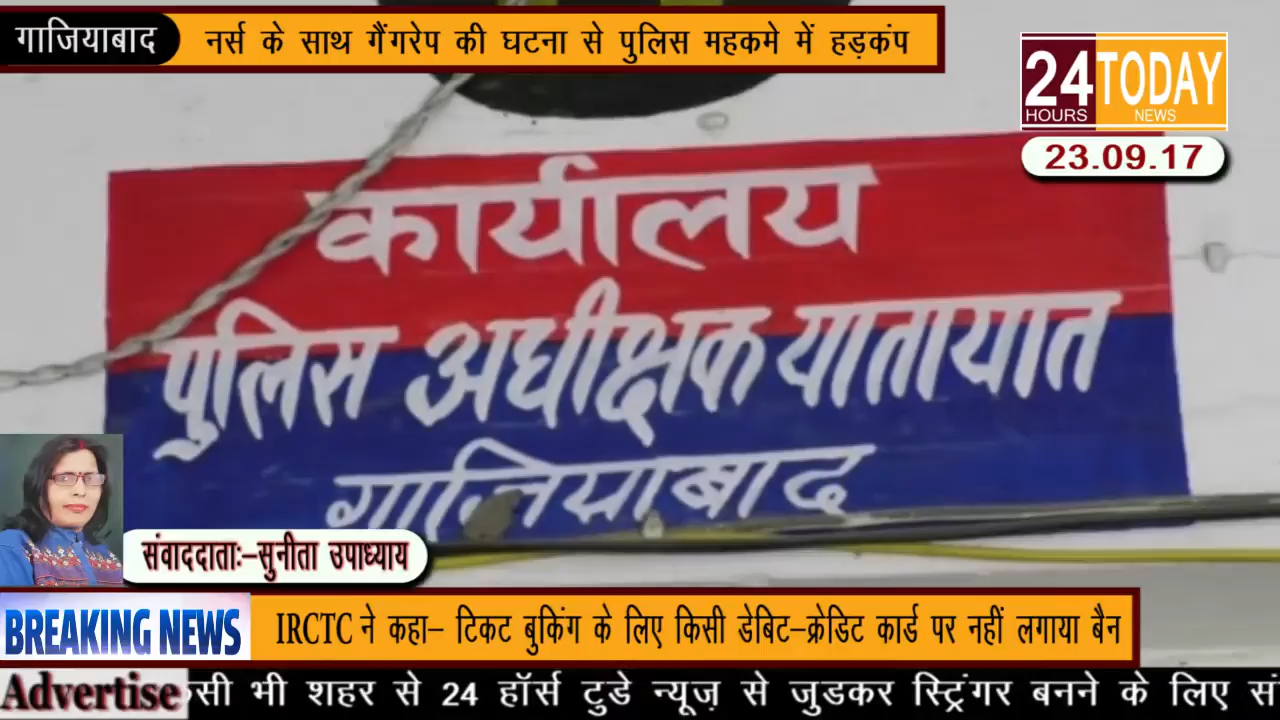 गाजियाबाद
नर्स के साथ गैंगरेप की घटना से पुलिस महकमे में हड़कंप
24 TODAY
HOURS NEWS
23.09.17
कार्यालय
पुलिस अधीक्षक यातायात
गाजियाबाद
संवाददाताः-सुनीता उपाध्याय
BREAKING NEWS
IRCTC ने कहा- टिकट बुकिंग के लिए किसी डेबिट-क्रेडिट कार्ड पर नहीं लगाया बैन
Advertise
भी शहर से 24 हॉर्स टुडे न्यूज़ से जुडकर स्ट्रिंगर बनने के लिए